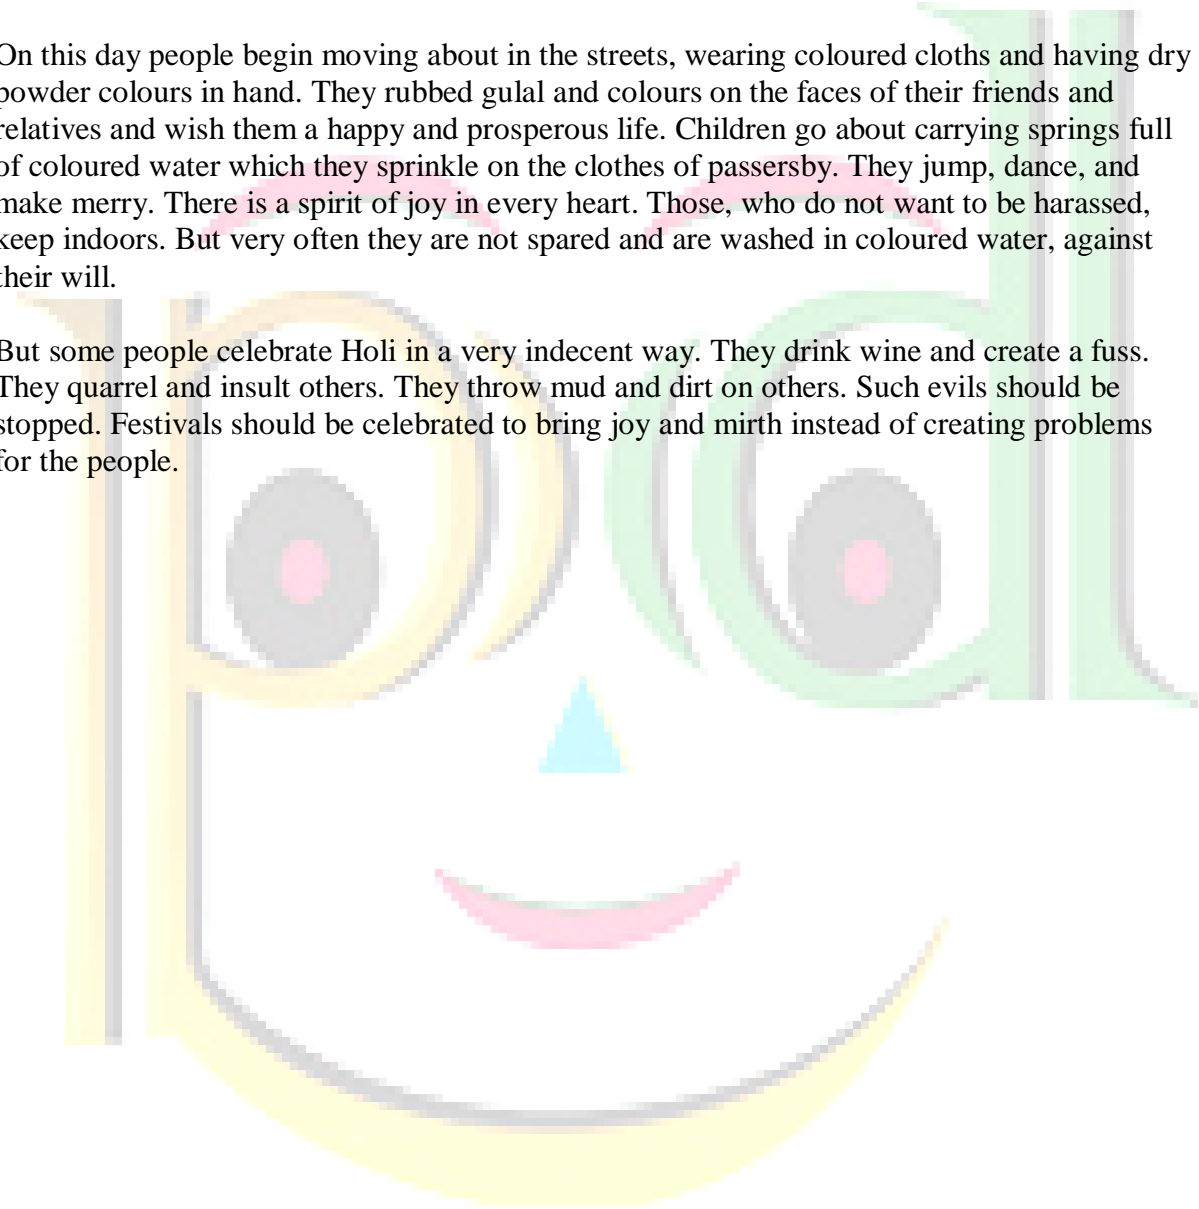 On this day people begin moving about in the streets, wearing coloured cloths and having dry
powder colours in hand. They rubbed gulal and colours on the faces of their friends and
relatives and wish them a happy and prosperous life. Children go about carrying springs full
of coloured water which they sprinkle on the clothes of passersby. They jump, dance, and
make merry. There is a spirit of joy in every heart. Those, who do not want to be harassed,
keep indoors. But very often they are not spared and are washed in coloured water, against
their will.
But some people celebrate Holi in a very indecent way. They drink wine and create a fuss.
They quarrel and insult others. They throw mud and dirt on others. Such evils should be
stopped. Festivals should be celebrated to bring joy and mirth instead of creating problems
for the people.
pd